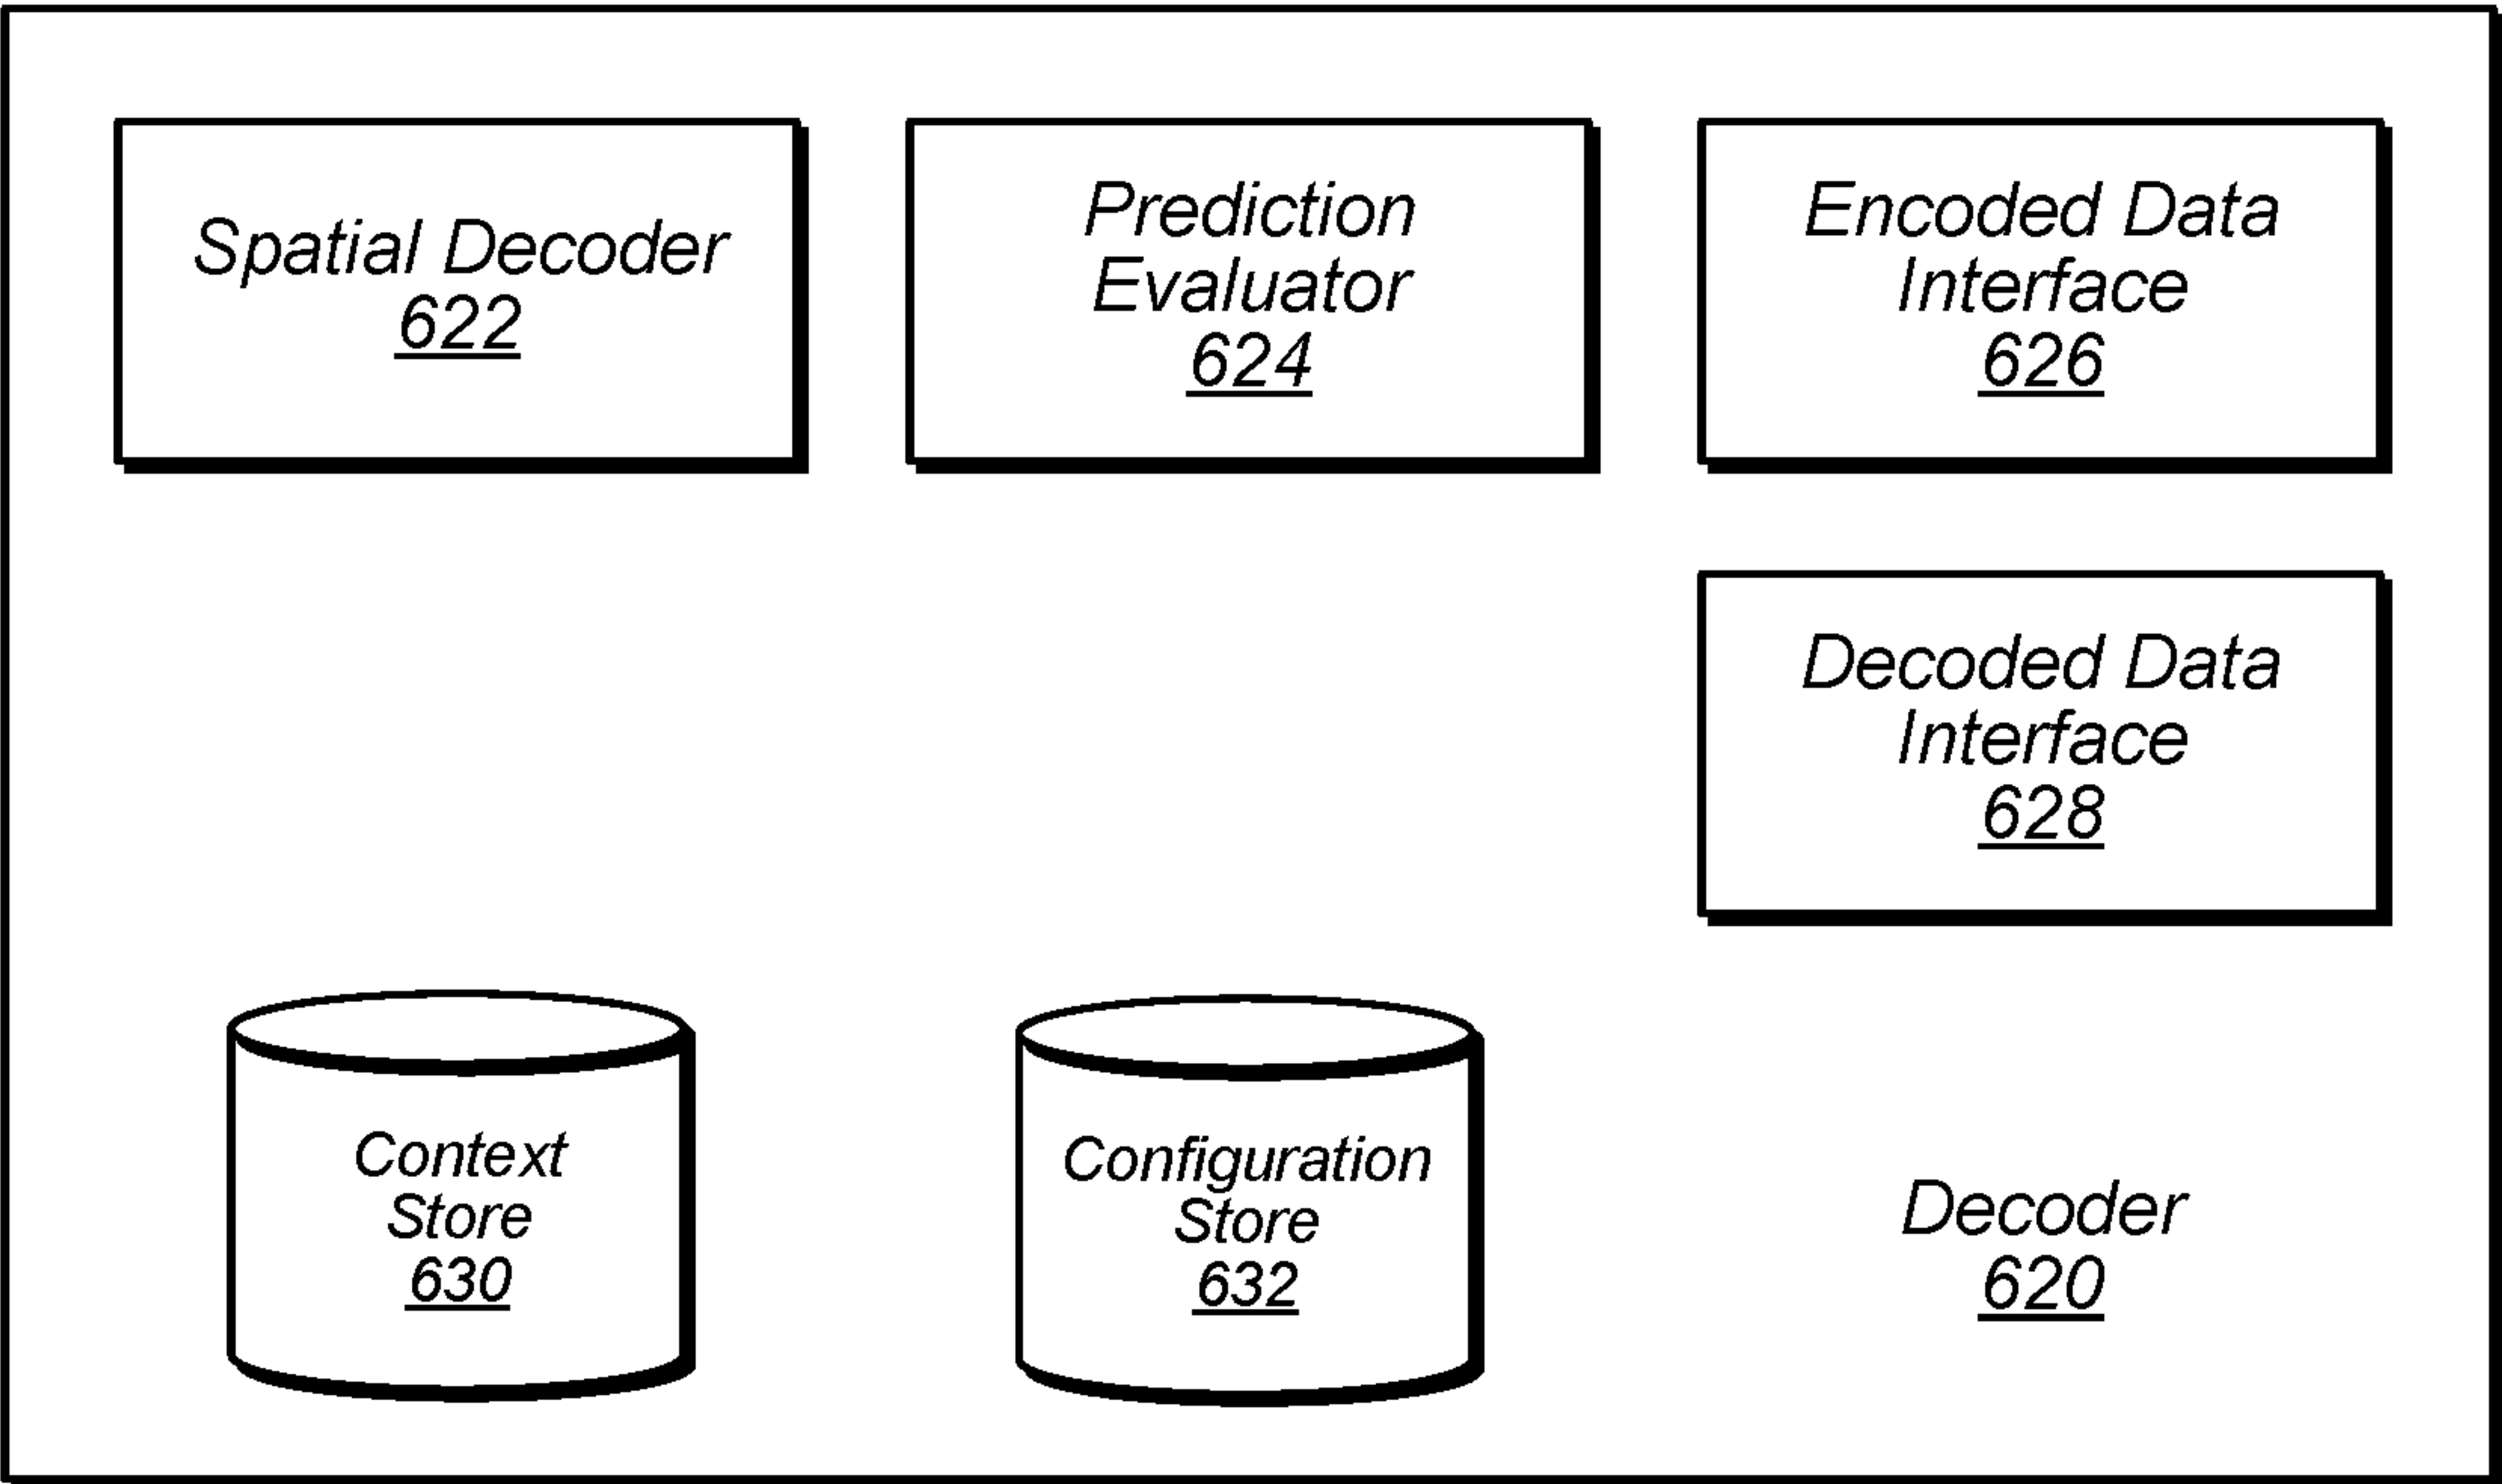 Spatial Decoder
622
Prediction
Evaluator
624
Encoded Data
Interface
626
Decoded Data
Interface
628
Context
Store
630
Configuration
Store
632
Decoder
620